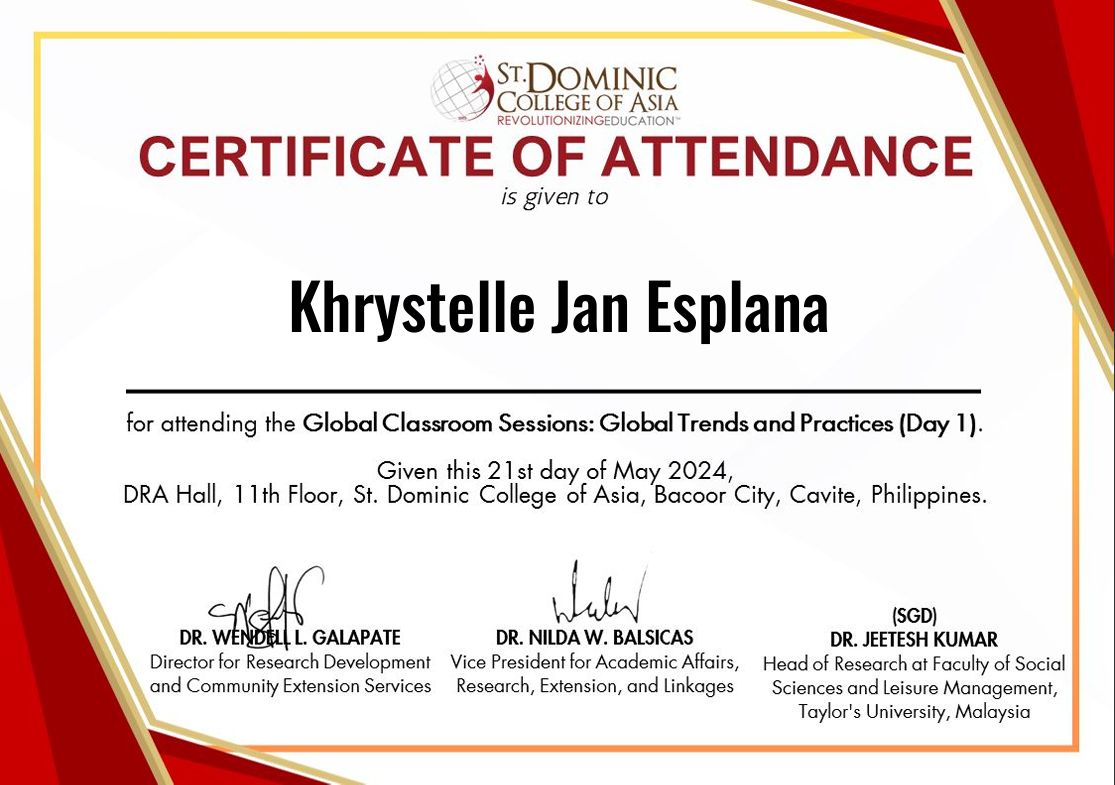 ST. DOMINIC
COLLEGE OF ASIA
REVOLUTIONIZINGEDUCATION™
CERTIFICATE OF ATTENDANCE
is given to
Khrystelle Jan Esplana
for attending the Global Classroom Sessions: Global Trends and Practices (Day 1).
Given this 21st day of May 2024,
DRA Hall, 11th Floor, St. Dominic College of Asia, Bacoor City, Cavite, Philippines.
DR. WENDELL L. GALAPATE
Director for Research Development
and Community Extension Services
DR. NILDA W. BALSICAS
Vice President for Academic Affairs,
Research, Extension, and Linkages
(SGD)
DR. JEETESH KUMAR
Head of Research at Faculty of Social
Sciences and Leisure Management,
Taylor's University, Malaysia